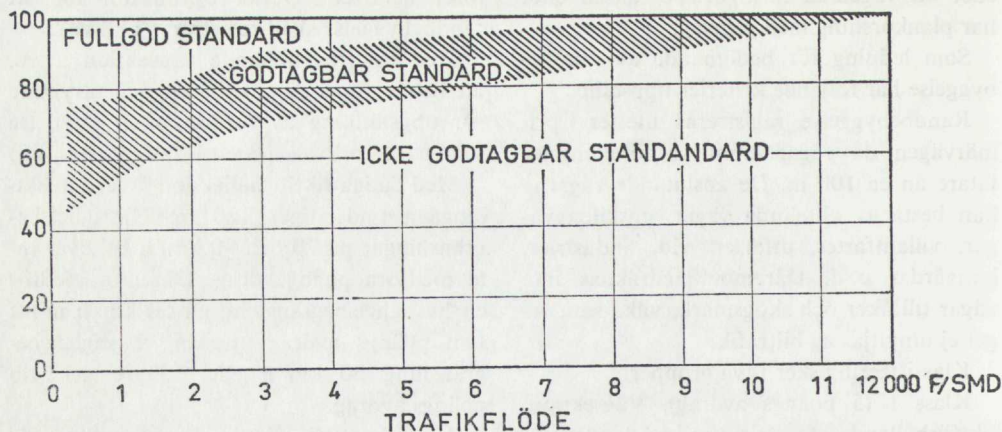 100
FULLGOD STANDARD
80
GODTAGBAR STANDARD
60
ICKE GODTAGBAR STANDANDARD
40
20
0
0 1 2 3 4 5 6 7 8 9 10 11 12 000 F/SMD
TRAFIKFLÖDE